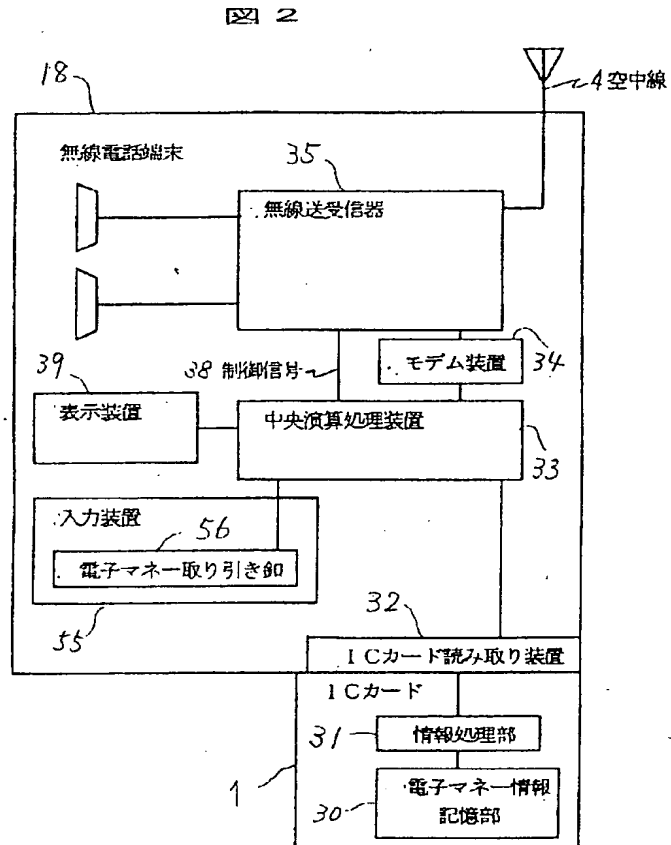 図 2
18
4 空中線
無線電話端末
35
無線送受信器
39
38 制御信号
モデム装置
34
表示装置
中央演算処理装置
33
入力装置
56
電子マネー取り引き釦
55
32
ICカード読み取り装置
ICカード
31
情報処理部
1
30
電子マネー情報
記憶部